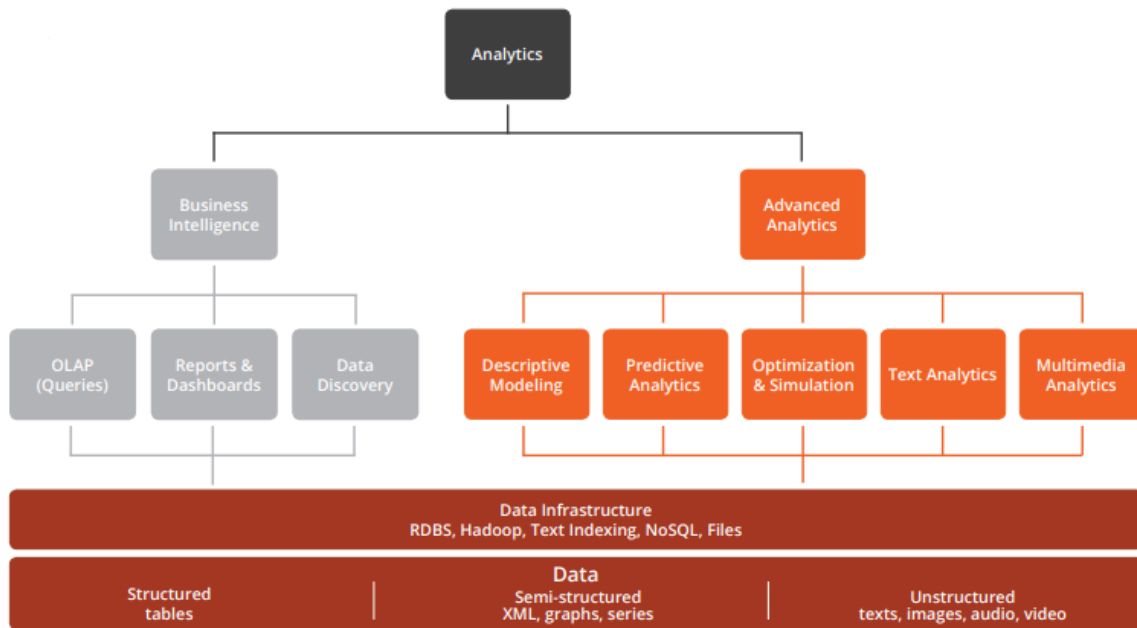 Analytics
Business
Intelligence
Advanced
Analytics
OLAP
(Queries)
Reports &
Dashboards
Data
Discovery
Descriptive
Modeling
Predictive
Analytics
Optimization
& Simulation
Text Analytics
Multimedia
Analytics
Data Infrastructure
RDBS, Hadoop, Text Indexing, NoSQL, Files
Data
Structured
tables
Semi-structured
XML, graphs, series
Unstructured
texts, images, audio, video